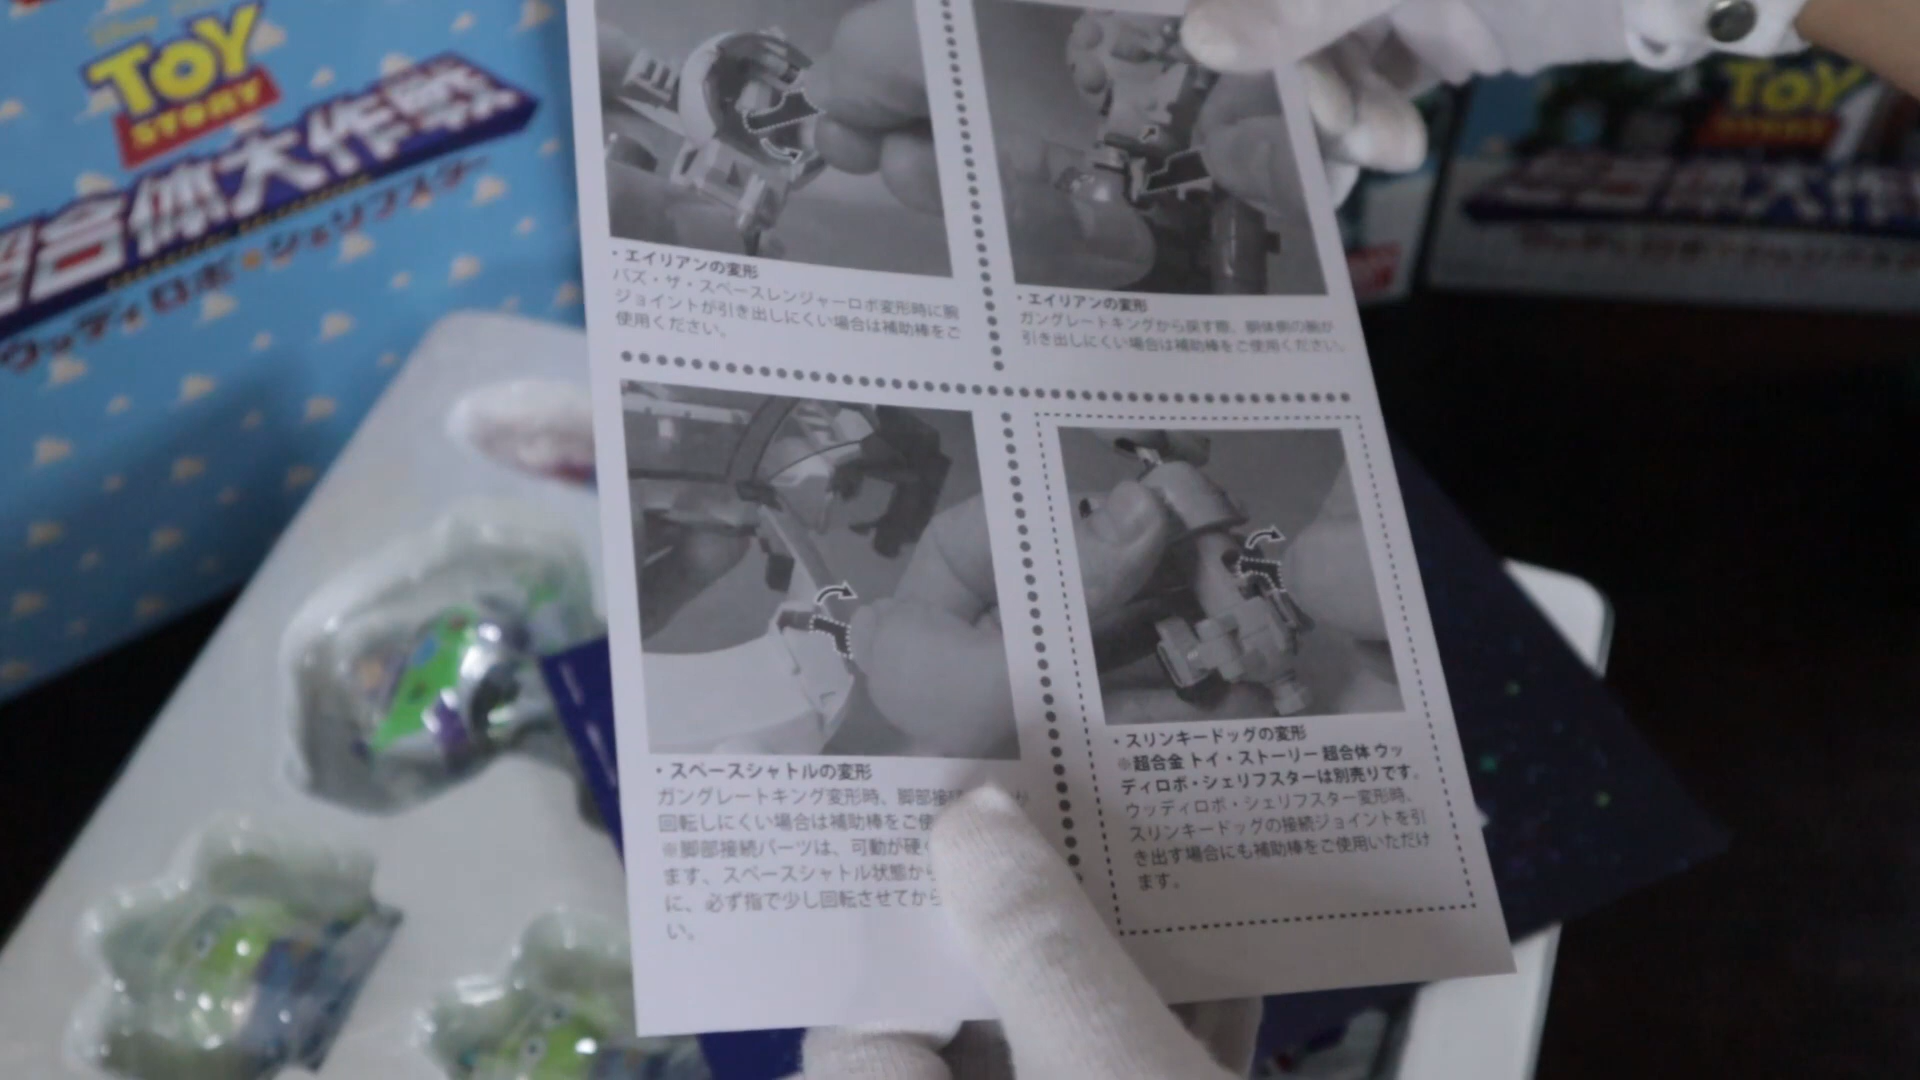 TOY
STORY
超合体大作戦
ウッディロボ・シェリフスター
TOY
合体大作
・エイリアンの変形
バズ・ザ・スペースレンジャーロボ変形時に腕
ジョイントが引き出しにくい場合は補助棒をご
使用ください。
・エイリアンの変形
ガングレートキングから戻す際、胴体側の腕が
引き出しにくい場合は補助棒をご使用ください。
・スペースシャトルの変形
ガングレートキング変形時、脚部接
回転しにくい場合は補助棒をご使
※脚部接続パーツは、可動が硬
ます、スペースシャトル状態から
に、必ず指で少し回転させてから
い。
・スリンキードッグの変形
※超合金 トイ・ストーリー 超合体 ウッ
ディロボ・シェリフスターは別売りです。
ウッディロボ・シェリフスター変形時、
スリンキードッグの接続ジョイントを引
き出す場合にも補助棒をご使用いただけ
ます。